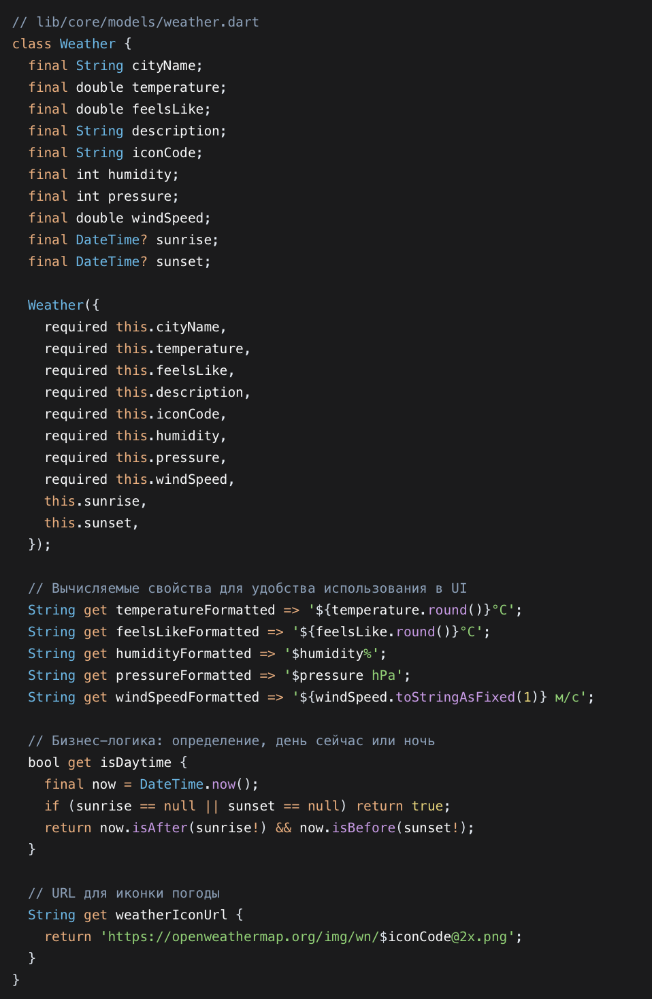 // lib/core/models/weather.dart
class Weather {
  final String cityName;
  final double temperature;
  final double feelsLike;
  final String description;
  final String iconCode;
  final int humidity;
  final int pressure;
  final double windSpeed;
  final DateTime? sunrise;
  final DateTime? sunset;

  Weather({
    required this.cityName,
    required this.temperature,
    required this.feelsLike,
    required this.description,
    required this.iconCode,
    required this.humidity,
    required this.pressure,
    required this.windSpeed,
    this.sunrise,
    this.sunset,
  });

  // Вычисляемые свойства для удобства использования в UI
  String get temperatureFormatted => '${temperature.round()}°C';
  String get feelsLikeFormatted => '${feelsLike.round()}°C';
  String get humidityFormatted => '$humidity%';
  String get pressureFormatted => '$pressure hPa';
  String get windSpeedFormatted => '${windSpeed.toStringAsFixed(1)} м/с';

  // Бизнес-логика: определение, день сейчас или ночь
  bool get isDaytime {
    final now = DateTime.now();
    if (sunrise == null || sunset == null) return true;
    return now.isAfter(sunrise!) && now.isBefore(sunset!);
  }

  // URL для иконки погоды
  String get weatherIconUrl {
    return 'https://openweathermap.org/img/wn/$iconCode@2x.png';
  }
}